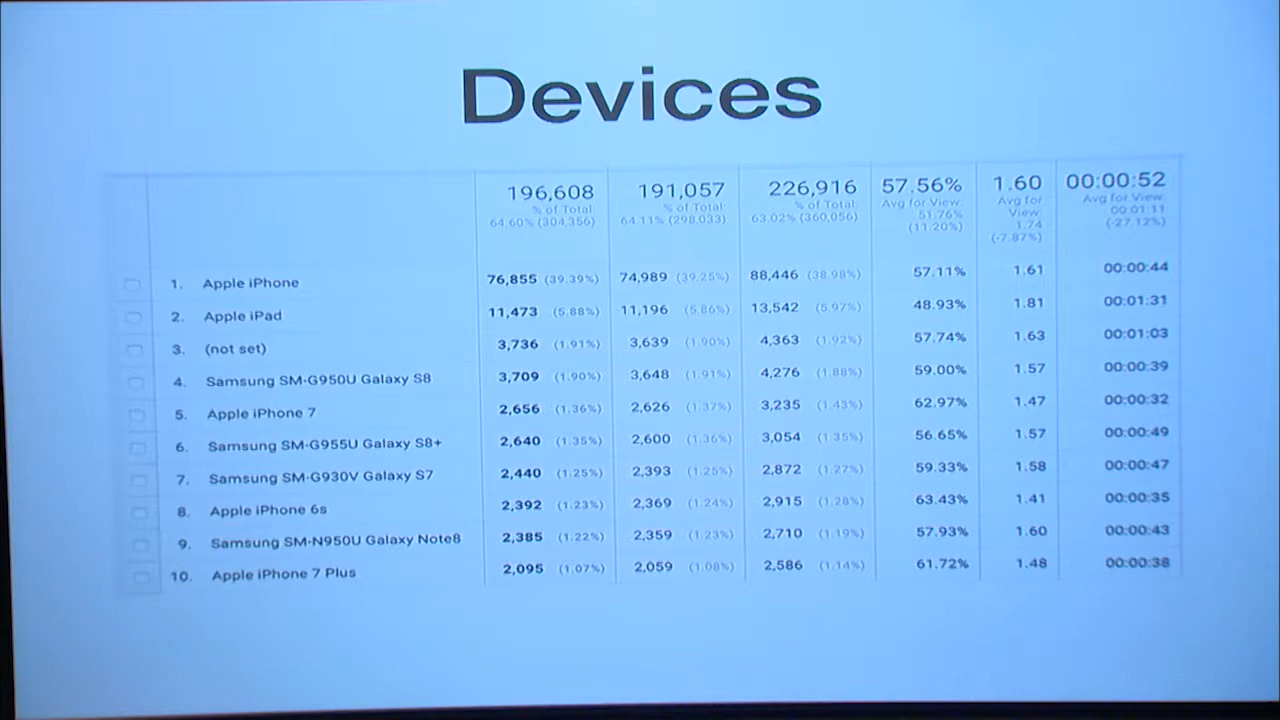 Devices
196,608 191,057 226,916 57.56% 1.60 00:00:52
% of Total: % of Total: % of Total: Avg for View: Avg for Avg for View:
64.60% (304,356) 64.11% (298,033) 63.02% (360,056) 51.76% View: 00:01:11
(11.20%) 1.74 (-27.12%)
(-7.87%)
1. Apple iPhone 76,855 (39.39%) 74,989 (39.25%) 88,446 (38.98%) 57.11% 1.61 00:00:44
2. Apple iPad 11,473 (5.88%) 11,196 (5.86%) 13,542 (5.97%) 48.93% 1.81 00:01:31
3. (not set) 3,736 (1.91%) 3,639 (1.90%) 4,363 (1.92%) 57.74% 1.63 00:01:03
4. Samsung SM-G950U Galaxy S8 3,709 (1.90%) 3,648 (1.91%) 4,276 (1.88%) 59.00% 1.57 00:00:39
5. Apple iPhone 7 2,656 (1.36%) 2,626 (1.37%) 3,235 (1.43%) 62.97% 1.47 00:00:32
6. Samsung SM-G955U Galaxy S8+ 2,640 (1.35%) 2,600 (1.36%) 3,054 (1.35%) 56.65% 1.57 00:00:49
7. Samsung SM-G930V Galaxy S7 2,440 (1.25%) 2,393 (1.25%) 2,872 (1.27%) 59.33% 1.58 00:00:47
8. Apple iPhone 6s 2,392 (1.23%) 2,369 (1.24%) 2,915 (1.28%) 63.43% 1.41 00:00:35
9. Samsung SM-N950U Galaxy Note8 2,385 (1.22%) 2,359 (1.23%) 2,710 (1.19%) 57.93% 1.60 00:00:43
10. Apple iPhone 7 Plus 2,095 (1.07%) 2,059 (1.08%) 2,586 (1.14%) 61.72% 1.48 00:00:38